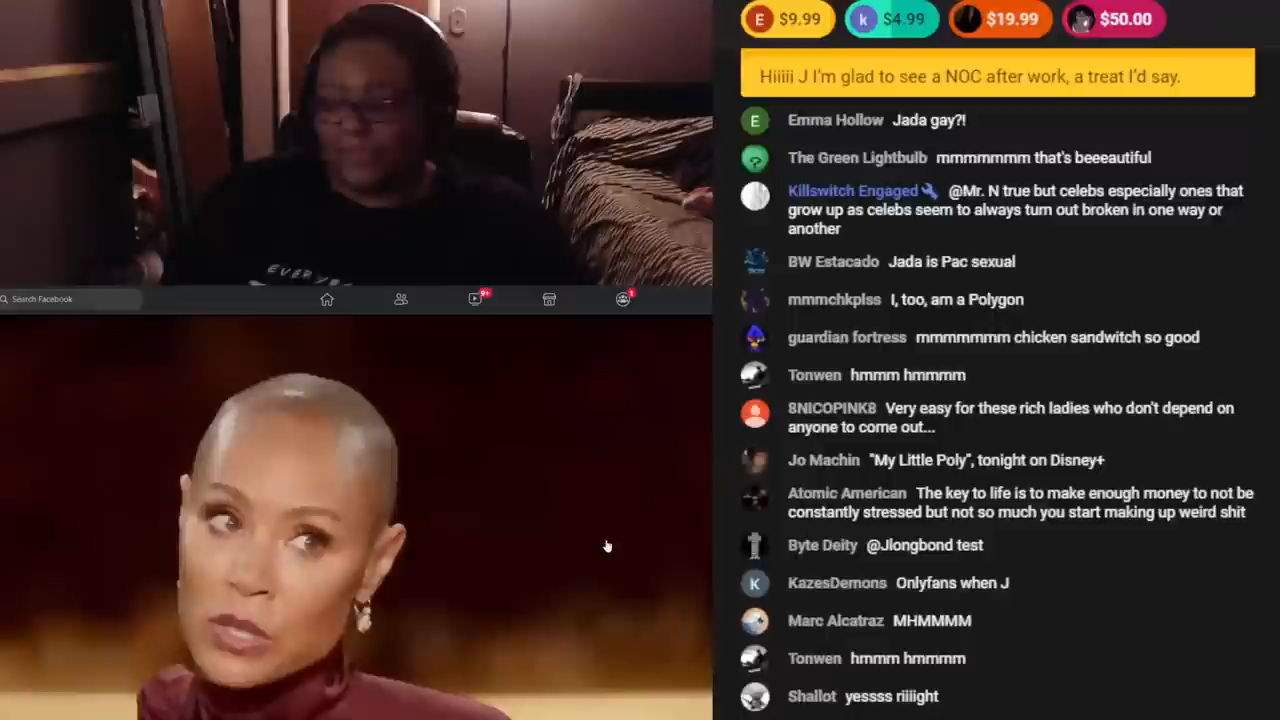 E $9.99 k $4.99 $19.99 $50.00
Hiiiii J I'm glad to see a NOC after work, a treat I'd say.
E Emma Hollow Jada gay?!
The Green Lightbulb mmmmmmm that's beeeautiful
Killswitch Engaged @Mr. N true but celebs especially ones that
grow up as celebs seem to always turn out broken in one way or
another
BW Estacado Jada is Pac sexual
mmmchkpiss I, too, am a Polygon
guardian fortress mmmmmmm chicken sandwitch so good
Tonwen hmmm hmmmm
8NICOPINK8 Very easy for these rich ladies who don't depend on
anyone to come out...
Jo Machin "My Little Poly", tonight on Disney+
Atomic American The key to life is to make enough money to not be
constantly stressed but not so much you start making up weird shit
Byte Deity @Jlongbond test
K KazesDemons Onlyfans when J
Marc Alcatraz MHMMMM
Tonwen hmmm hmmmm
Shallot yessss riiiight
EVERY
Search Facebook 9+ 1